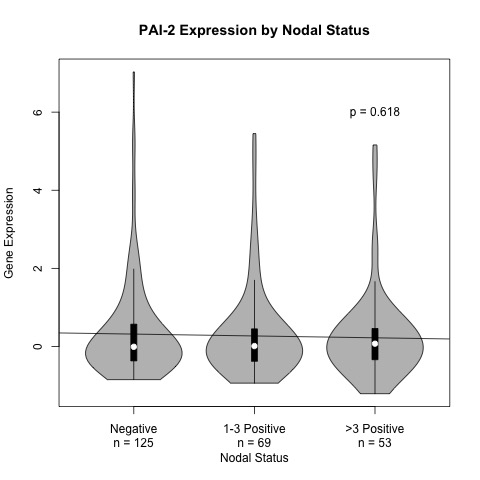 PAI-2 Expression by Nodal Status
p = 0.618
Gene Expression
6
4
2
0
Negative
n = 125
1-3 Positive
n = 69
>3 Positive
n = 53
Nodal Status